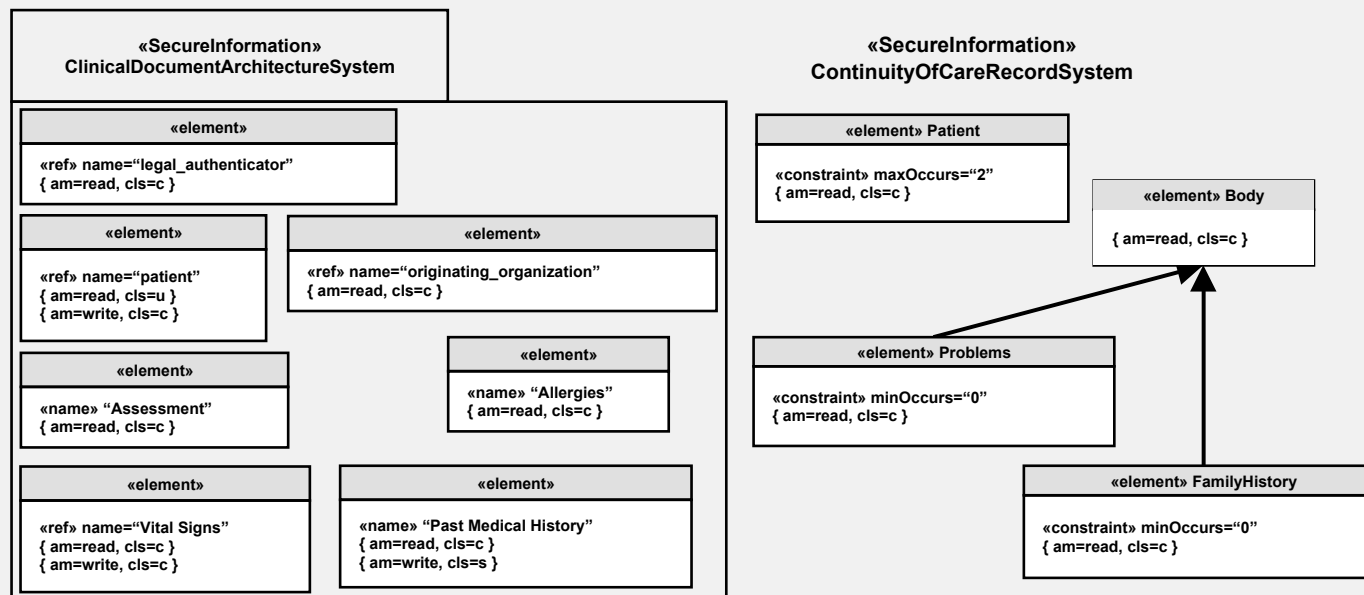 «SecureInformation»
ClinicalDocumentArchitectureSystem
«element»
«ref» name=“legal_authenticator”
{ am=read, cls=c }
«element»
«ref» name=“patient”
{ am=read, cls=u }
{ am=write, cls=c }
«element»
«ref» name=“originating_organization”
{ am=read, cls=c }
«element»
«name» “Assessment”
{ am=read, cls=c }
«element»
«name» “Allergies”
{ am=read, cls=c }
«element»
«ref» name=“Vital Signs”
{ am=read, cls=c }
{ am=write, cls=c }
«element»
«name» “Past Medical History”
{ am=read, cls=c }
{ am=write, cls=s }
«SecureInformation»
ContinuityOfCareRecordSystem
«element» Patient
«constraint» maxOccurs=“2”
{ am=read, cls=c }
«element» Body
{ am=read, cls=c }
«element» Problems
«constraint» minOccurs=“0”
{ am=read, cls=c }
«element» FamilyHistory
«constraint» minOccurs=“0”
{ am=read, cls=c }